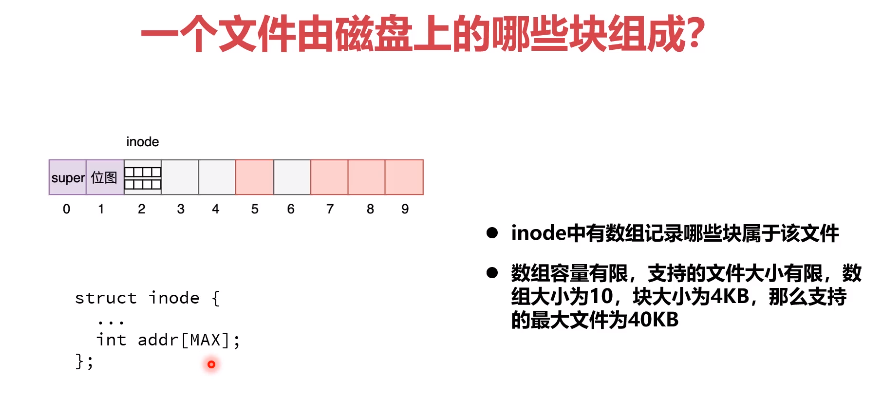 一个文件由磁盘上的哪些块组成?
inode
super 位图
0 1 2 3 4 5 6 7 8 9
● inode中有数组记录哪些块属于该文件
● 数组容量有限，支持的文件大小有限，数
组大小为10，块大小为4KB，那么支持
的最大文件为40KB
struct inode {
...
int addr[MAX];
};